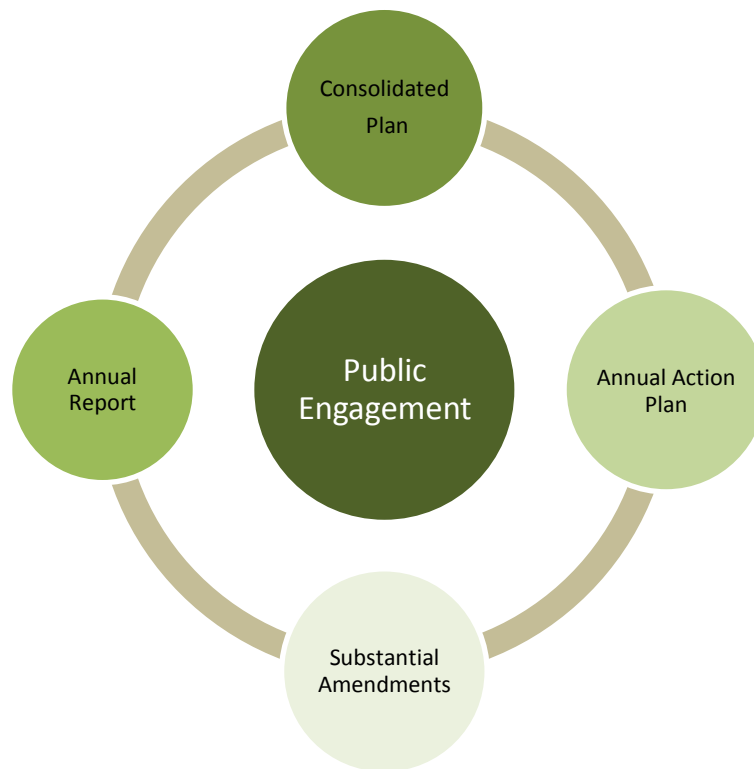 Consolidated
Plan
Annual
Report
Public
Engagement
Annual Action
Plan
Substantial
Amendments